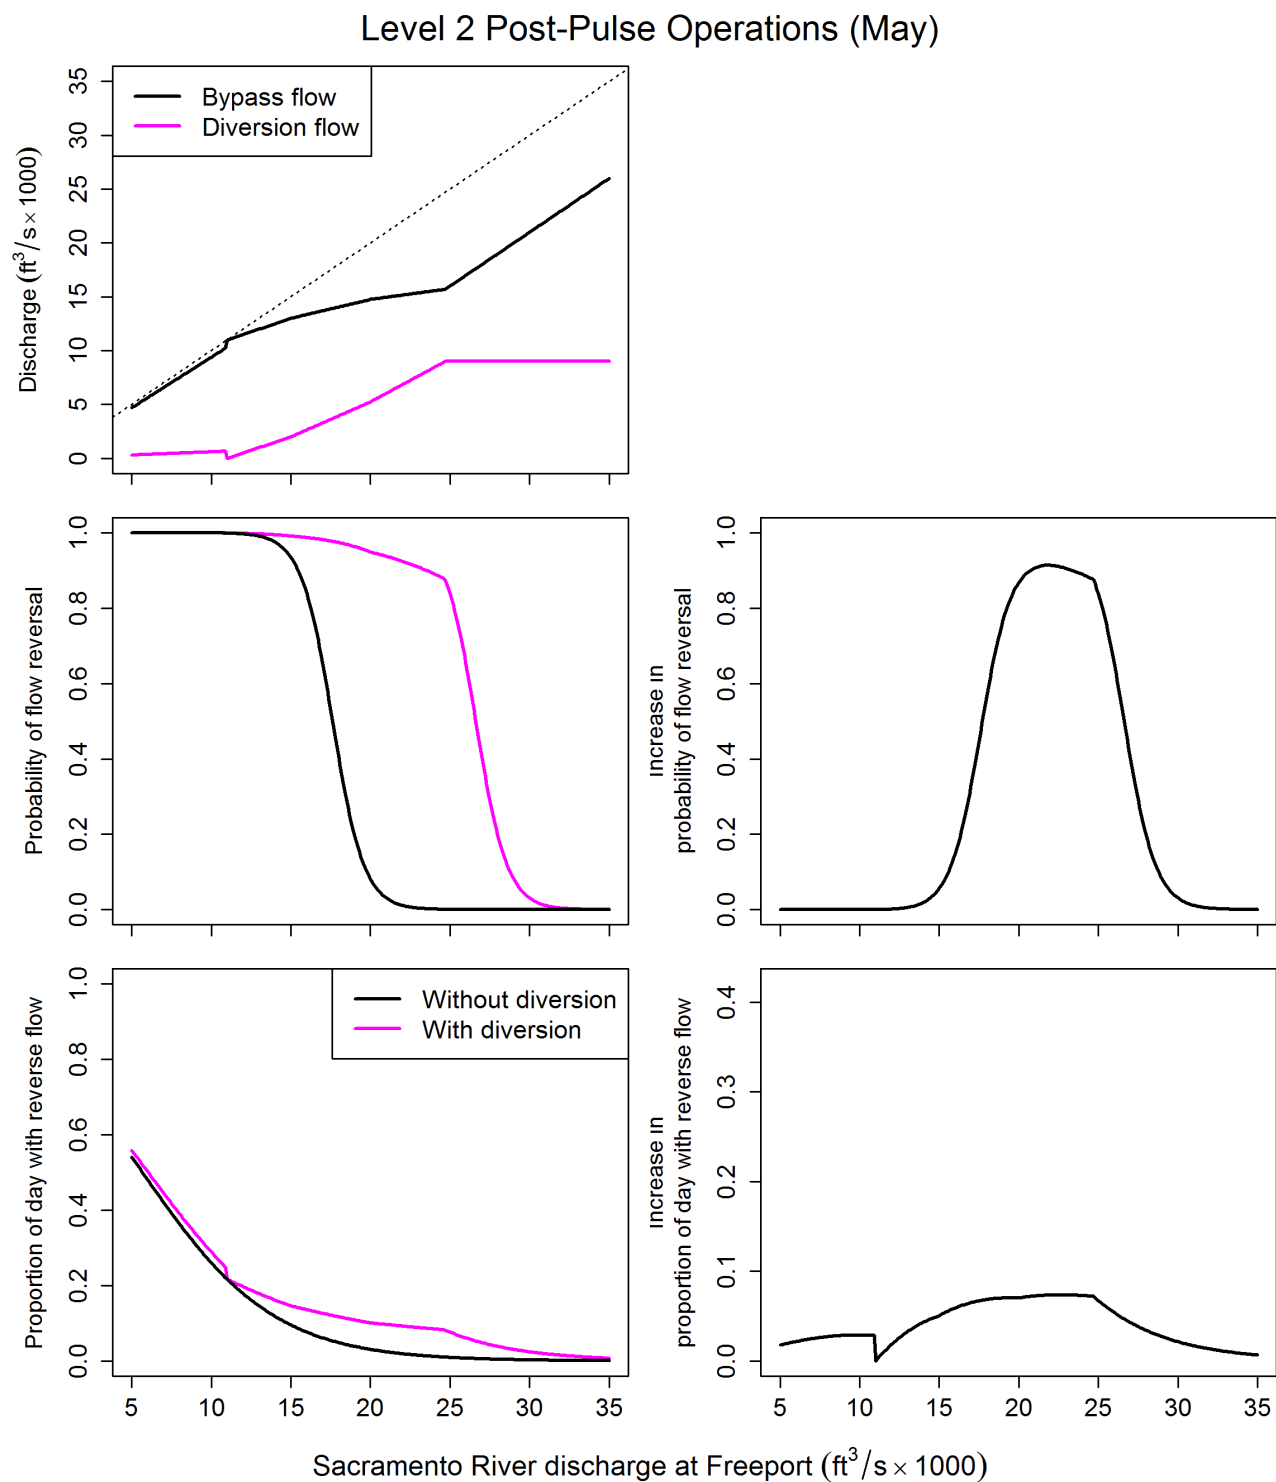 Level 2 Post-Pulse Operations (May)
Bypass flow
Diversion flow
Discharge (ft³/s × 1000)
0
5
10
15
20
25
30
35
Probability of flow reversal
0.0
0.2
0.4
0.6
0.8
1.0
Increase in
probability of flow reversal
0.0
0.2
0.4
0.6
0.8
1.0
Without diversion
With diversion
Proportion of day with reverse flow
0.0
0.2
0.4
0.6
0.8
1.0
5 10 15 20 25 30 35
Increase in
proportion of day with reverse flow
0.0
0.1
0.2
0.3
0.4
5 10 15 20 25 30 35
Sacramento River discharge at Freeport (ft³/s × 1000)